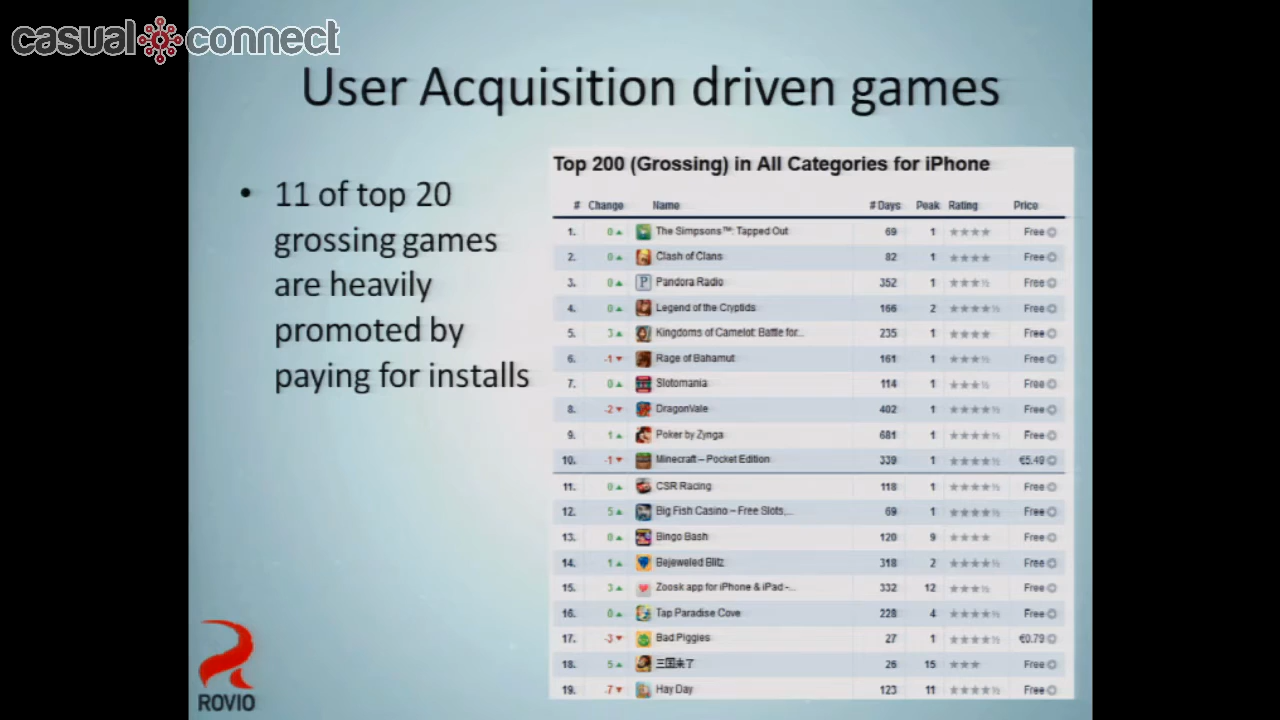 casual connect
User Acquisition driven games
• 11 of top 20
grossing games
are heavily
promoted by
paying for installs
Top 200 (Grossing) in All Categories for iPhone
# Change Name # Days Peak Rating Price
1. 0 The Simpsons™: Tapped Out 69 1 Free
2. 0 Clash of Clans 82 1 Free
3. 0 Pandora Radio 352 1 Free
4. 0 Legend of the Cryptids 166 2 Free
5. 3 Kingdoms of Camelot: Battle for... 235 1 Free
6. -1 Rage of Bahamut 161 1 Free
7. 0 Slotomania 114 1 Free
8. -2 DragonVale 402 1 Free
9. 1 Poker by Zynga 681 1 Free
10. -1 Minecraft – Pocket Edition 339 1 €5.49
11. 0 CSR Racing 118 1 Free
12. 5 Big Fish Casino – Free Slots,... 69 1 Free
13. 0 Bingo Bash 120 9 Free
14. 1 Bejeweled Blitz 318 2 Free
15. 3 Zoosk app for iPhone & iPad -... 332 12 Free
16. 0 Tap Paradise Cove 228 4 Free
17. -3 Bad Piggies 27 1 €0.79
18. 5 三国来了 26 15 Free
19. -7 Hay Day 123 11 Free
ROVIO